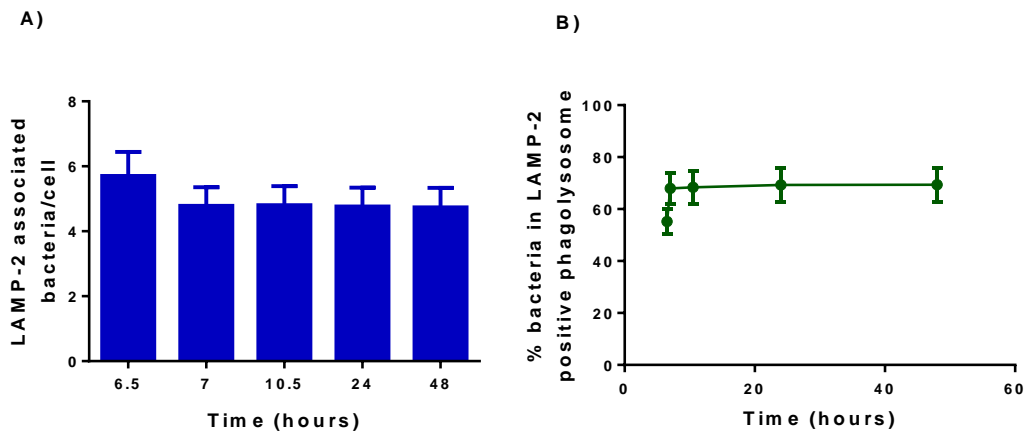 A)
LAMP-2 associated
bacteria/cell
8
6
4
2
0
6.5 7 10.5 24 48
Time (hours)
B)
% bacteria in LAMP-2
positive phagolysosome
100
80
60
40
20
0
0 20 40 60
Time (hours)